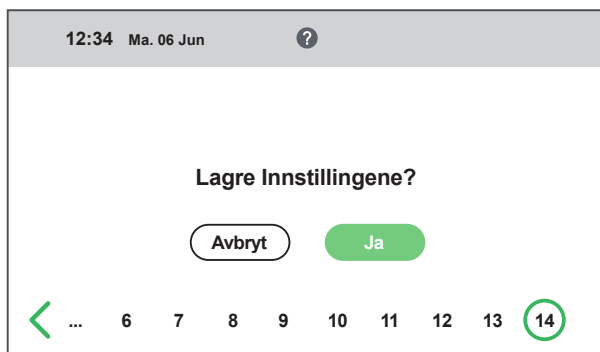 12:34 Ma. 06 Jun ?
Lagre Innstillingene?
Avbryt Ja
... 6 7 8 9 10 11 12 13 14